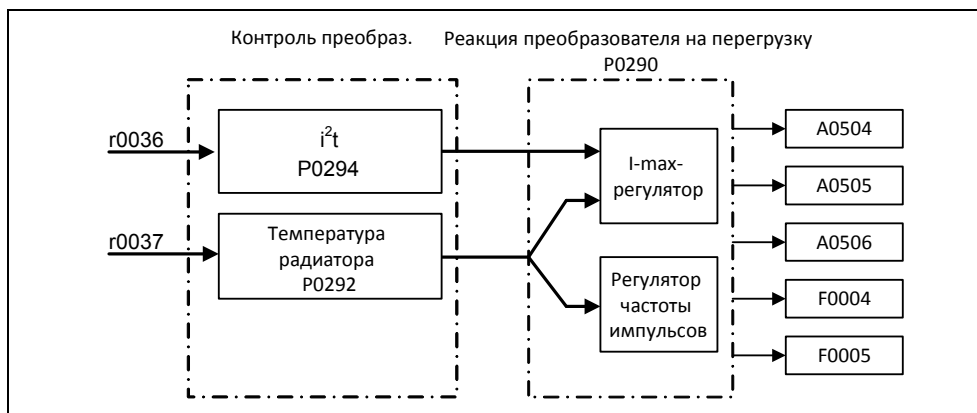 Контроль преобраз.
Реакция преобразователя на перегрузку
P0290
r0036
i²t
P0294
I-max-
регулятор
r0037
Температура
радиатора
P0292
Регулятор
частоты
импульсов
A0504
A0505
A0506
F0004
F0005